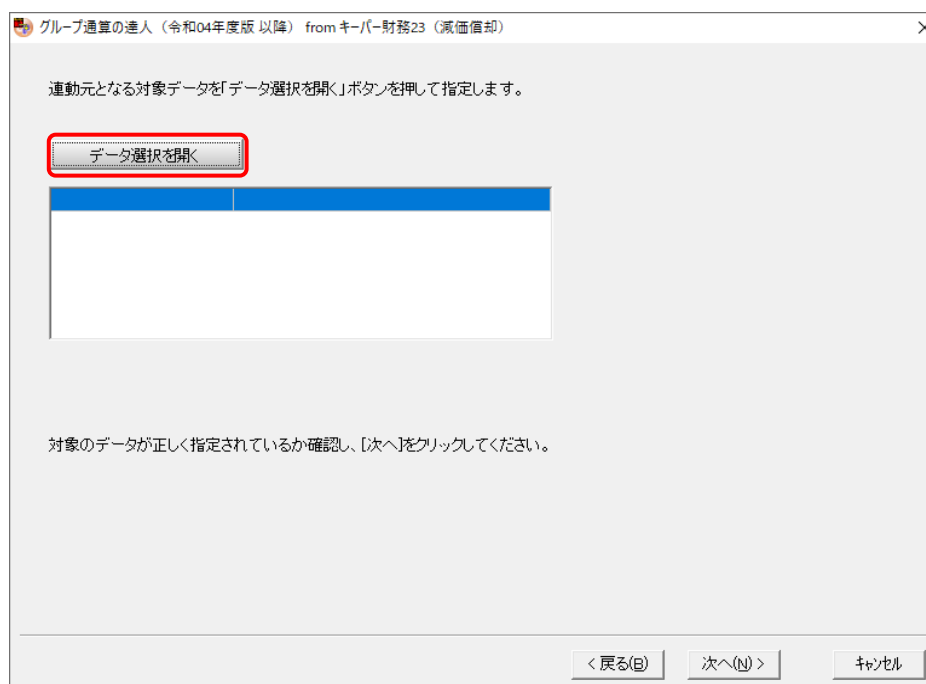 グループ通算の達人（令和04年度版 以降） from キーパー財務23（減価償却）
連動元となる対象データを「データ選択を開く」ボタンを押して指定します。
データ選択を開く
対象のデータが正しく指定されているか確認し、[次へ]をクリックしてください。
< 戻る(B)
次へ(N) >
ｷｬﾝｾﾙ